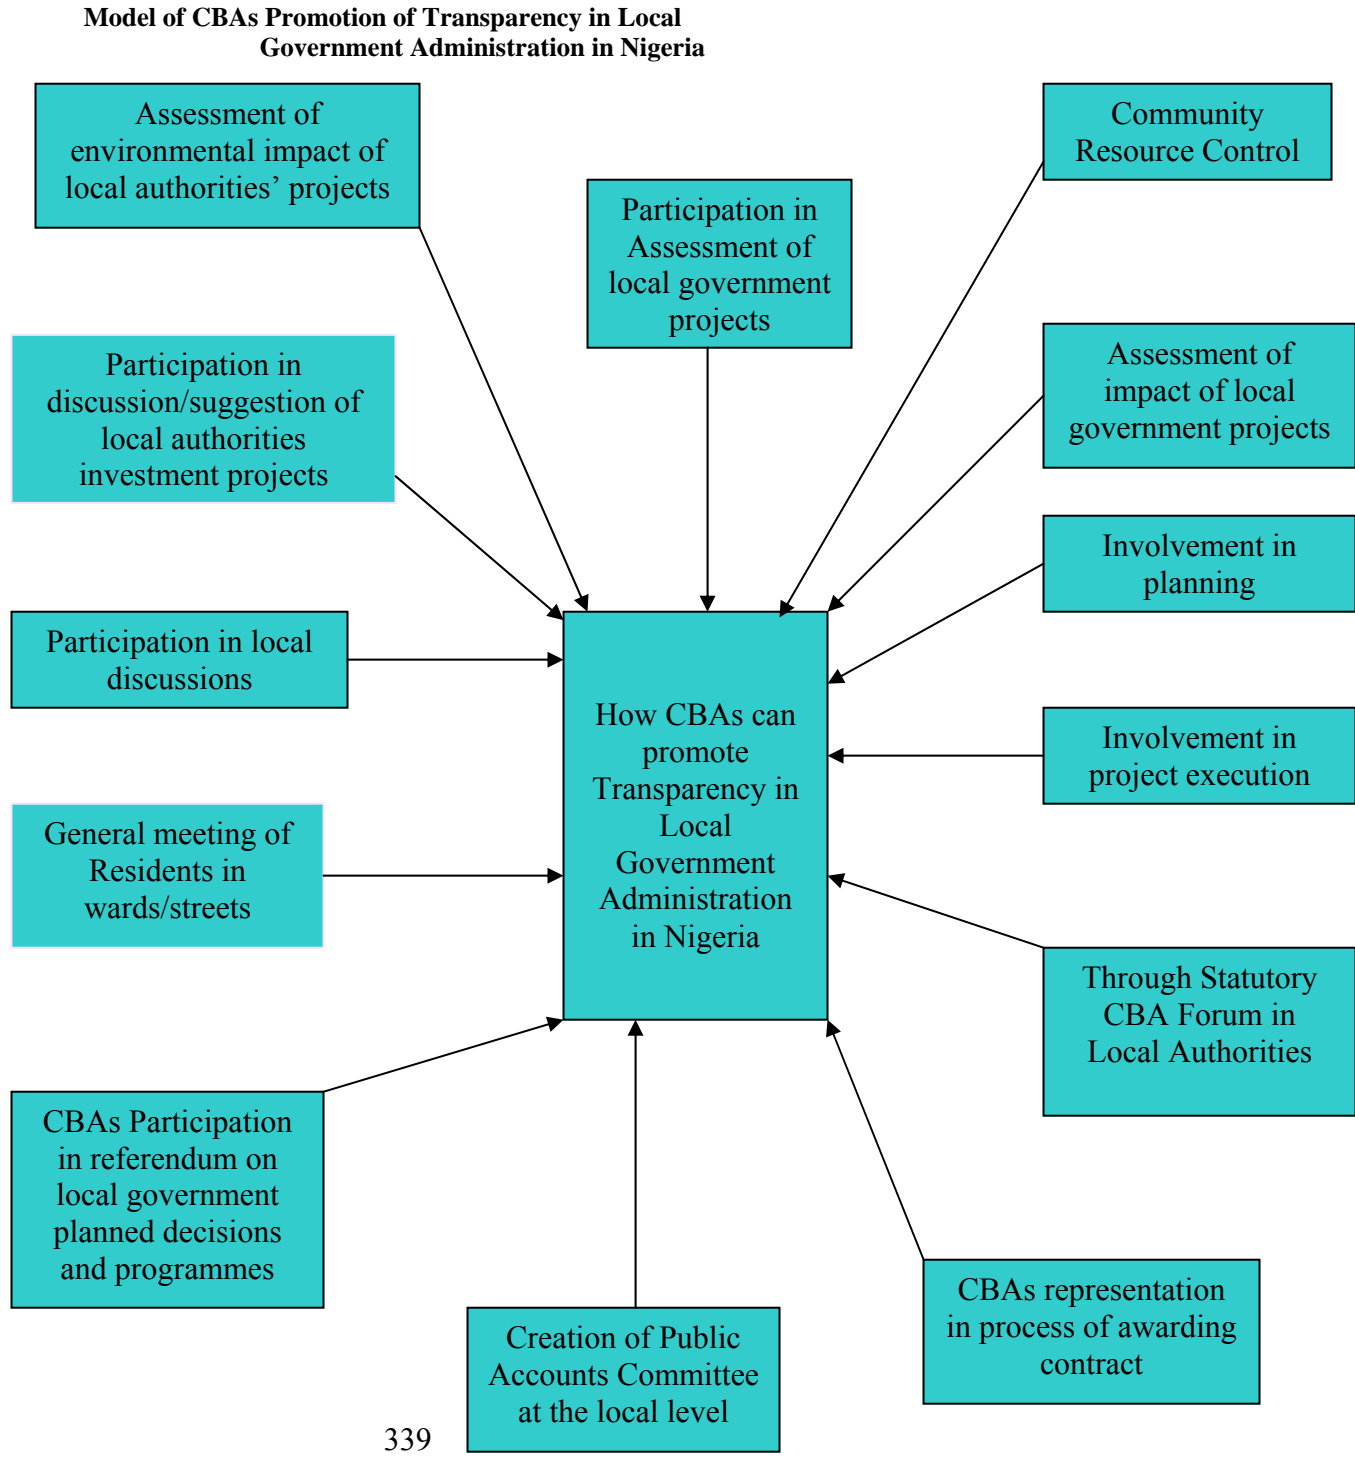 Model of CBAs Promotion of Transparency in Local
Government Administration in Nigeria
Assessment of
environmental impact of
local authorities’ projects
Participation in
Assessment of
local government
projects
Community
Resource Control
Participation in
discussion/suggestion of
local authorities
investment projects
Assessment of
impact of local
government projects
Involvement in
planning
Participation in local
discussions
How CBAs can
promote
Transparency in
Local
Government
Administration
in Nigeria
Involvement in
project execution
General meeting of
Residents in
wards/streets
Through Statutory
CBA Forum in
Local Authorities
CBAs Participation
in referendum on
local government
planned decisions
and programmes
CBAs representation
in process of awarding
contract
Creation of Public
Accounts Committee
at the local level
339